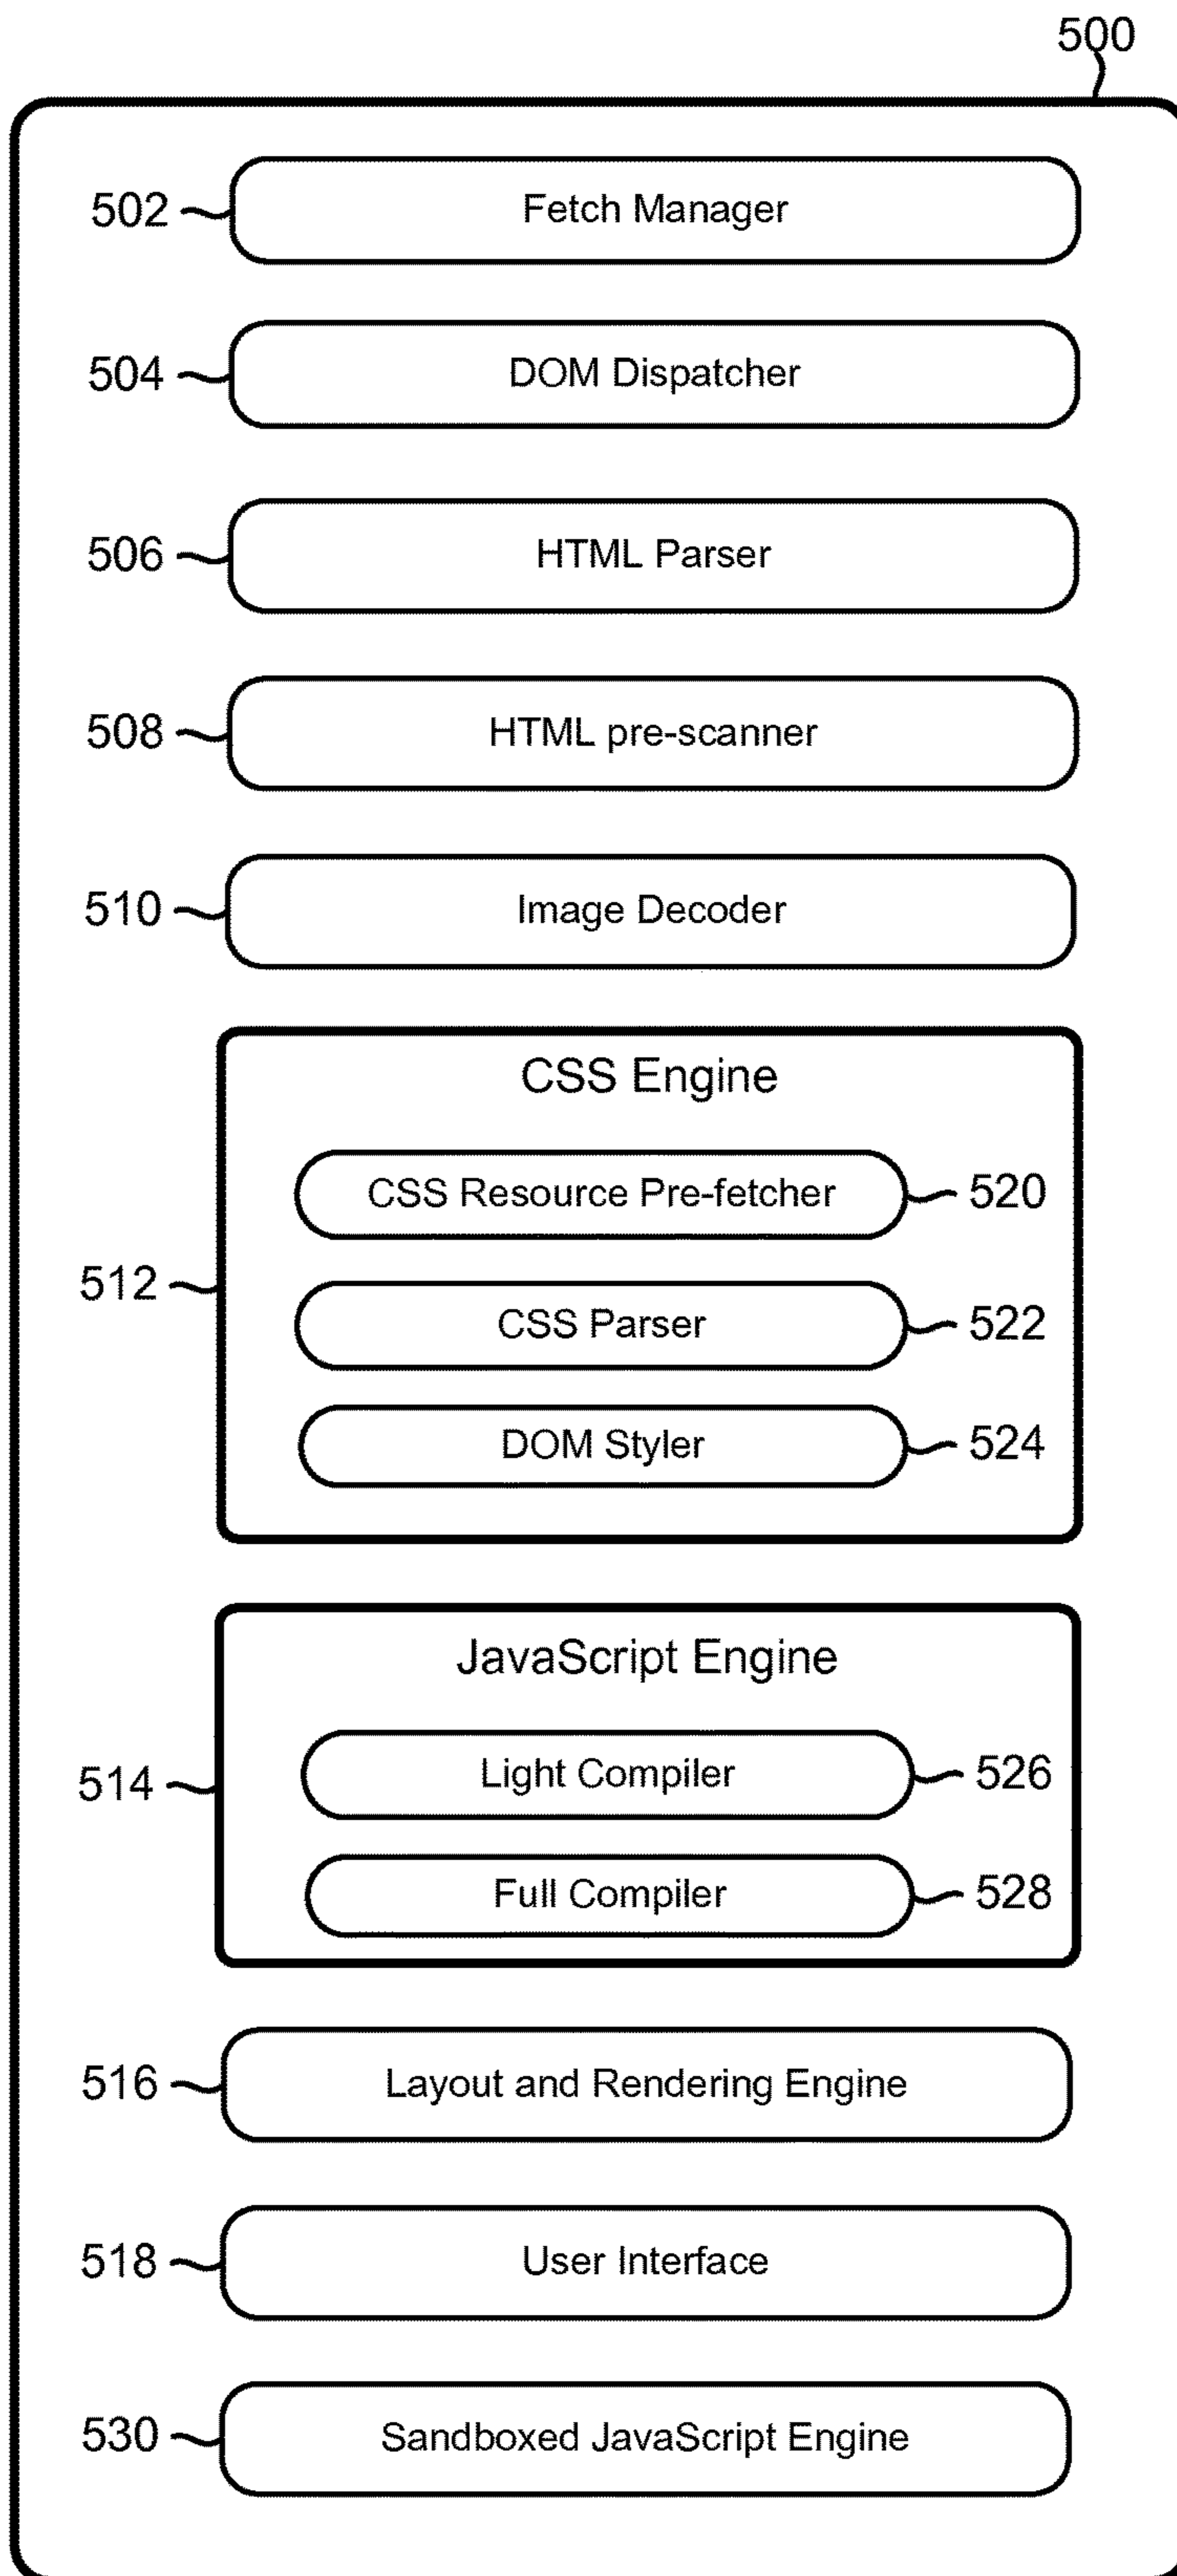 500
502 Fetch Manager
504 DOM Dispatcher
506 HTML Parser
508 HTML pre-scanner
510 Image Decoder
CSS Engine
CSS Resource Pre-fetcher 520
512
CSS Parser 522
DOM Styler 524
JavaScript Engine
Light Compiler 526
514
Full Compiler 528
516 Layout and Rendering Engine
518 User Interface
530 Sandboxed JavaScript Engine